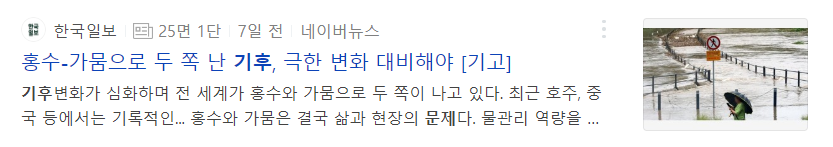 한국일보
한국일보 25면 1단 7일 전 네이버뉴스
홍수-가뭄으로 두 쪽 난 기후, 극한 변화 대비해야 [기고]
기후변화가 심화하며 전 세계가 홍수와 가뭄으로 두 쪽이 나고 있다. 최근 호주, 중
국 등에서는 기록적인... 홍수와 가뭄은 결국 삶과 현장의 문제다. 물관리 역량을 ...